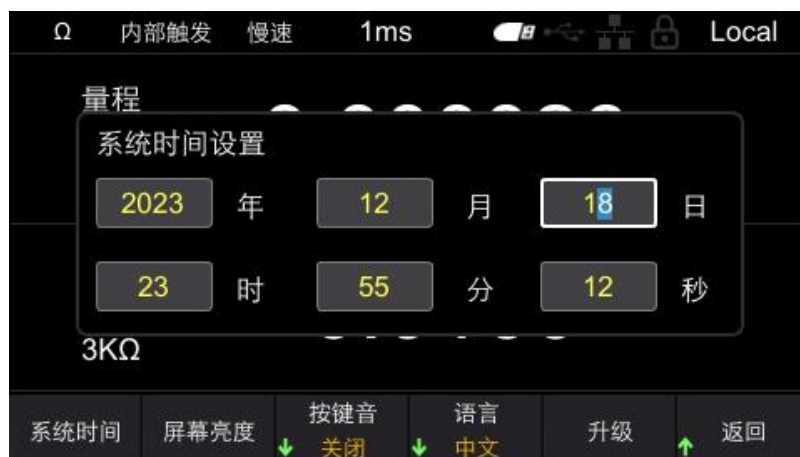 Ω 内部触发 慢速 1ms Local
量程
系统时间设置
2023 年 12 月 18 日
23 时 55 分 12 秒
3KΩ
系统时间 屏幕亮度 按键音 语言 升级 返回
关闭 中文